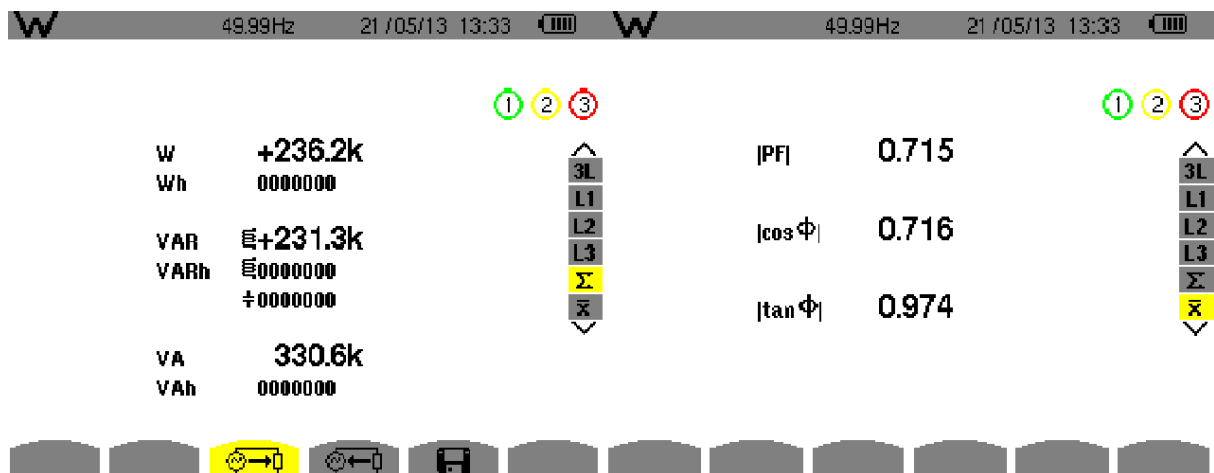 W 49.99Hz 21/05/13 13:33
1 2 3
W +236.2k
Wh 0000000
VAR +231.3k
VARh 0000000
0000000
VA 330.6k
VAh 0000000
3L
L1
L2
L3
Σ
x̅
W 49.99Hz 21/05/13 13:33
1 2 3
|PF| 0.715
|cos Φ| 0.716
|tan Φ| 0.974
3L
L1
L2
L3
Σ
x̅